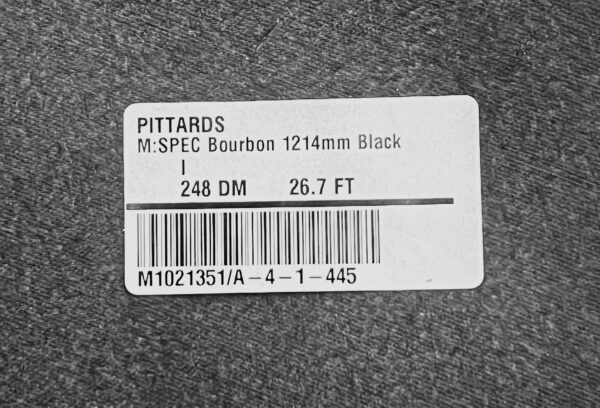 PITTARDS
M:SPEC Bourbon 1214mm Black
I
248 DM 26.7 FT
M1021351/A - 4 - 1 - 445